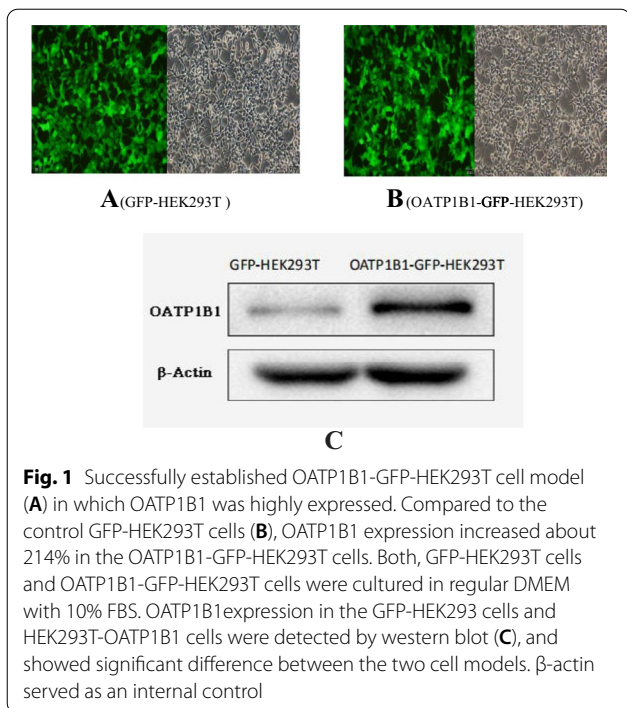 A(GFP-HEK293T )
B(OATP1B1-GFP-HEK293T)
GFP-HEK293T OATP1B1-GFP-HEK293T
OATP1B1
β-Actin
C
Fig. 1 Successfully established OATP1B1-GFP-HEK293T cell model
(A) in which OATP1B1 was highly expressed. Compared to the
control GFP-HEK293T cells (B), OATP1B1 expression increased about
214% in the OATP1B1-GFP-HEK293T cells. Both, GFP-HEK293T cells
and OATP1B1-GFP-HEK293T cells were cultured in regular DMEM
with 10% FBS. OATP1B1expression in the GFP-HEK293 cells and
HEK293T-OATP1B1 cells were detected by western blot (C), and
showed significant difference between the two cell models. β-actin
served as an internal control